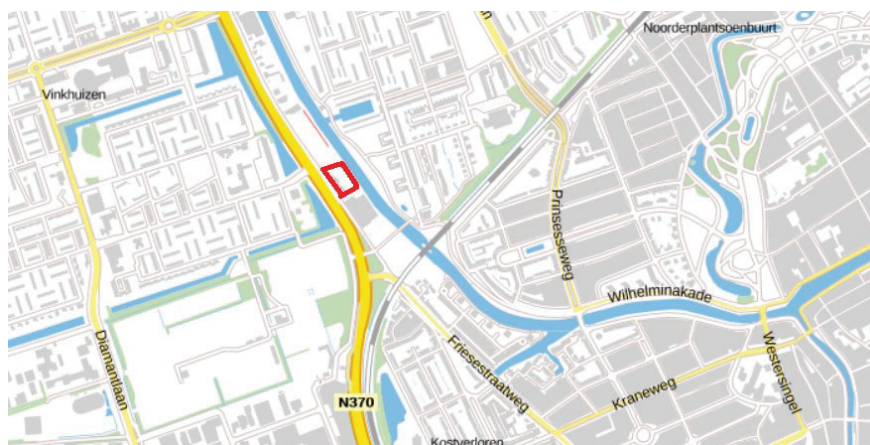 Noorderplantsoenbuurt
Vinkhuizen
Prinsesseweg
Wilhelminakade
Diamantlaan
Friesestraatweg
Westersingel
Kraneweg
N370
Kostverloren